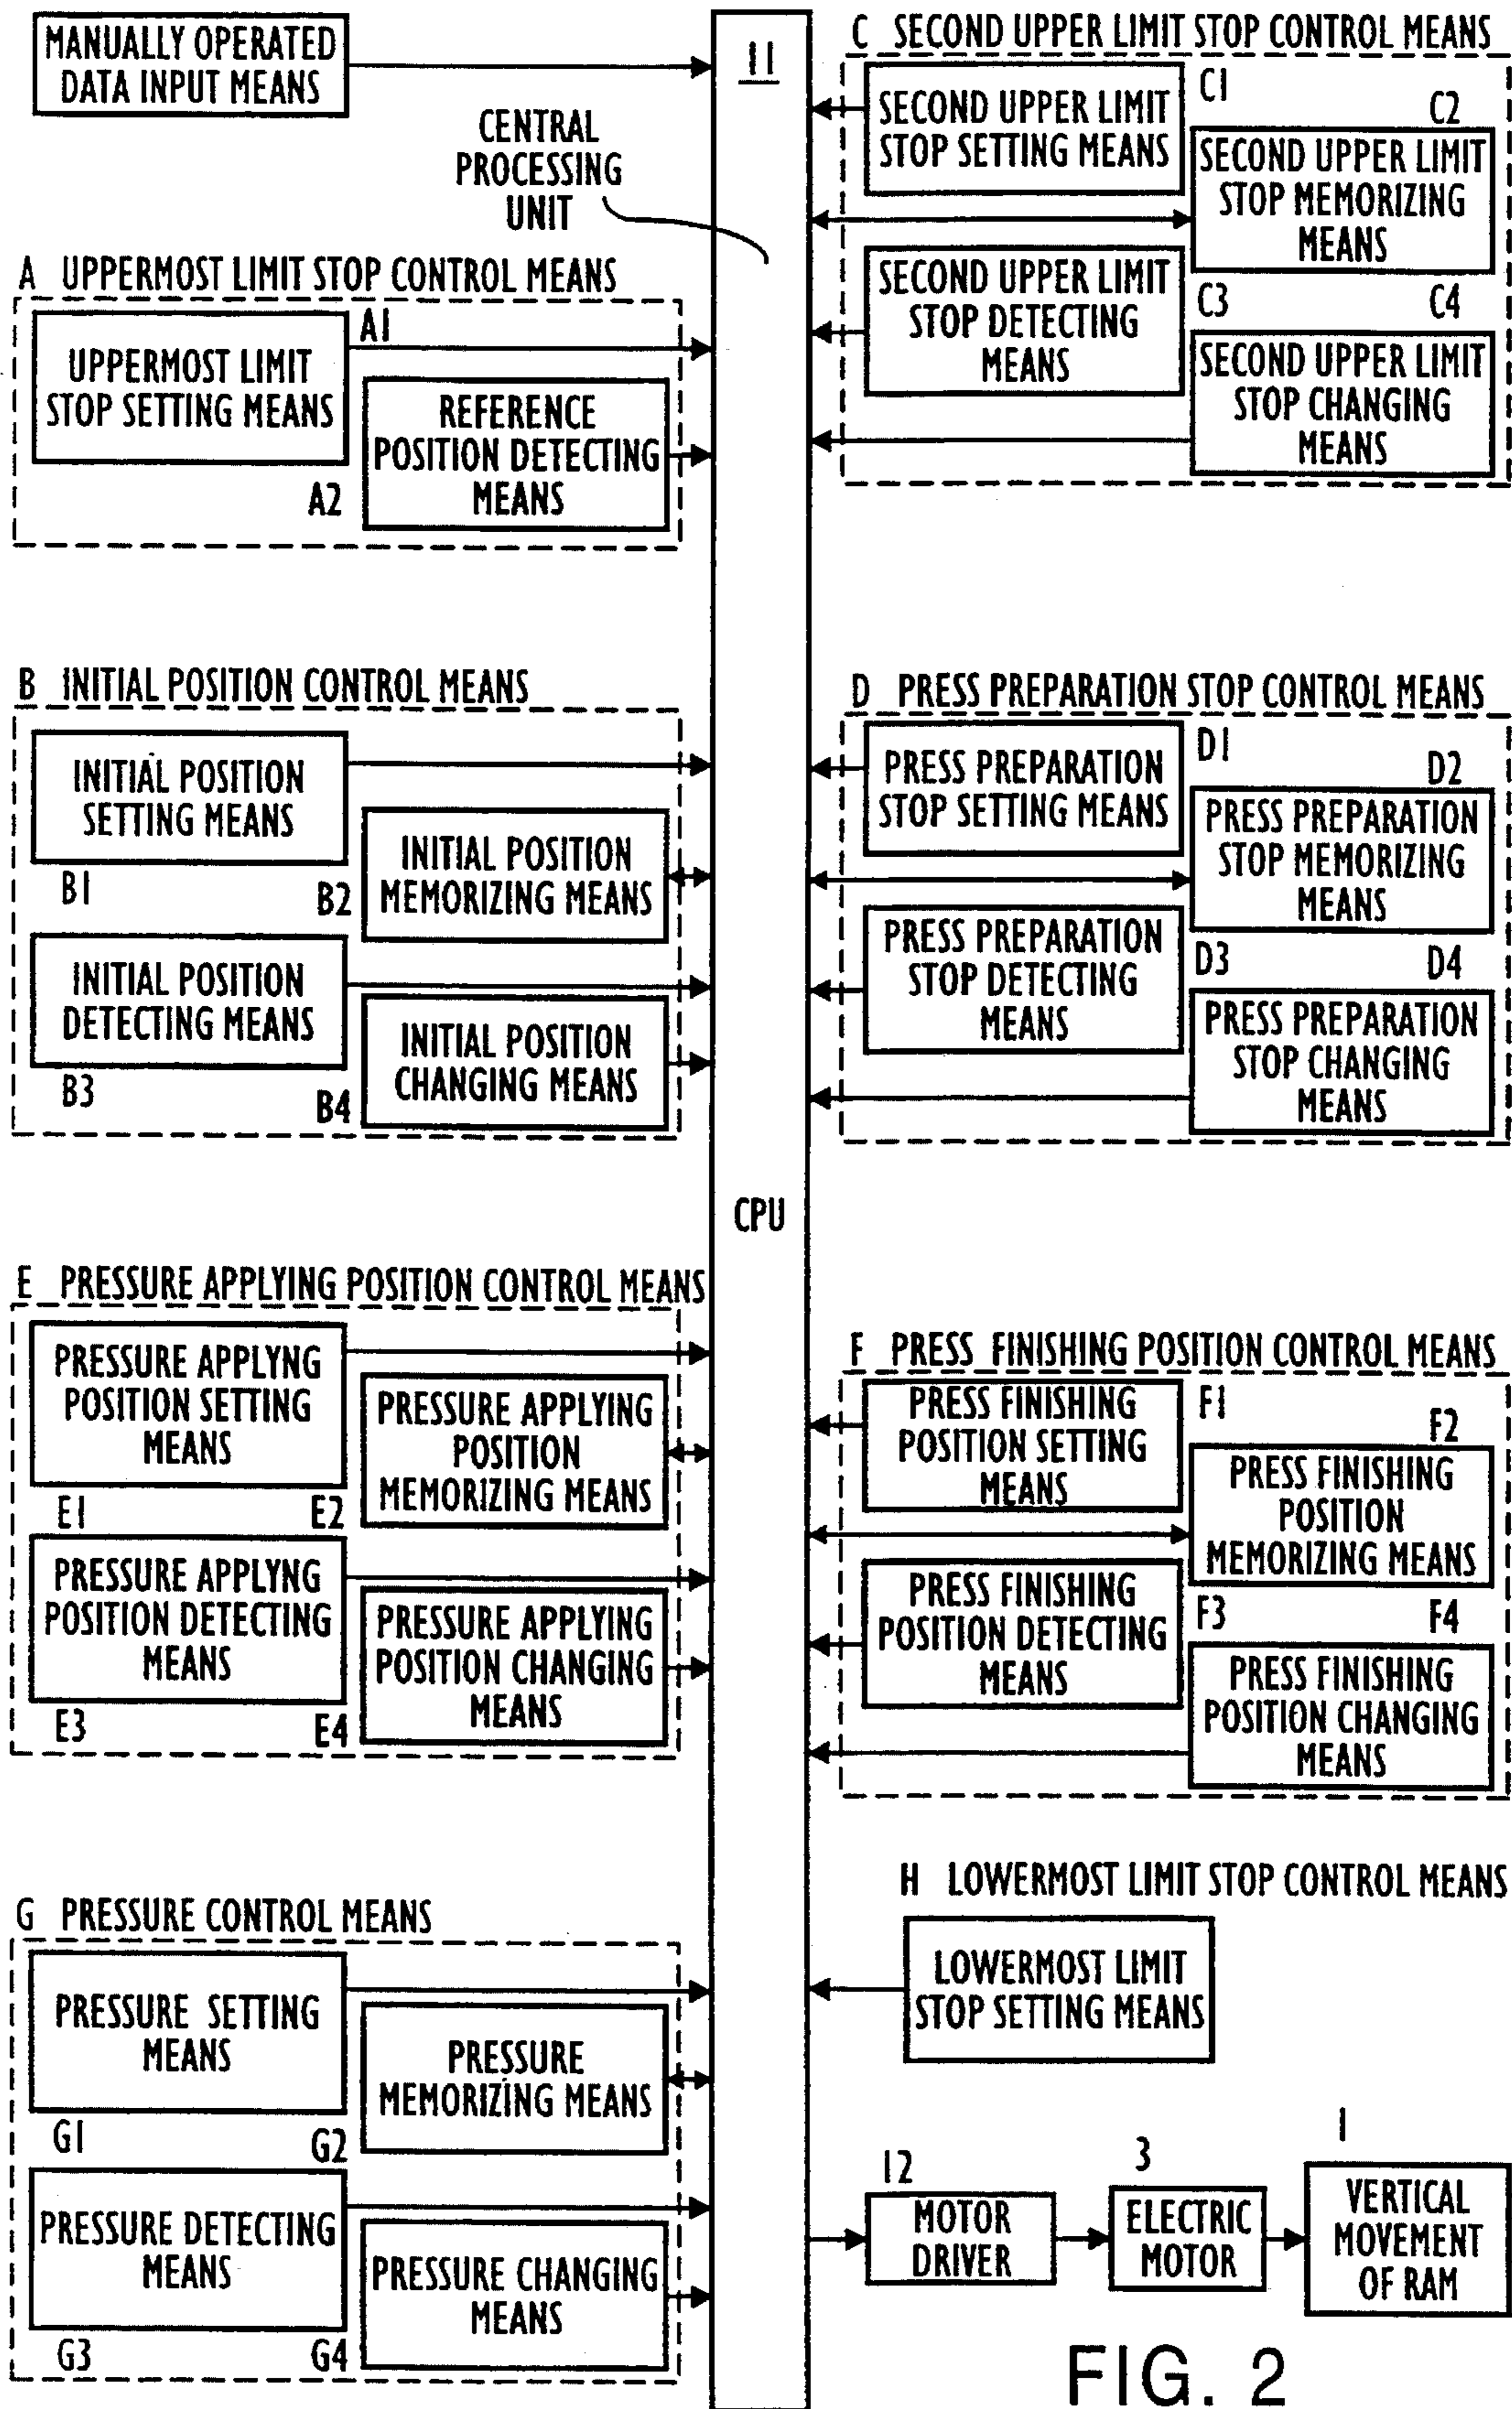 MANUALLY OPERATED
DATA INPUT MEANS
11
CENTRAL
PROCESSING
UNIT
A UPPERMOST LIMIT STOP CONTROL MEANS
A1
UPPERMOST LIMIT
STOP SETTING MEANS
A2
REFERENCE
POSITION DETECTING
MEANS
B INITIAL POSITION CONTROL MEANS
INITIAL POSITION
SETTING MEANS
B1
B2
INITIAL POSITION
MEMORIZING MEANS
INITIAL POSITION
DETECTING MEANS
B3
B4
INITIAL POSITION
CHANGING MEANS
CPU
E PRESSURE APPLYING POSITION CONTROL MEANS
PRESSURE APPLYNG
POSITION SETTING
MEANS
E1
E2
PRESSURE APPLYING
POSITION
MEMORIZING MEANS
PRESSURE APPLYNG
POSITION DETECTING
MEANS
E3
E4
PRESSURE APPLYING
POSITION CHANGING
MEANS
G PRESSURE CONTROL MEANS
PRESSURE SETTING
MEANS
G1
G2
PRESSURE
MEMORIZING MEANS
PRESSURE DETECTING
MEANS
G3
G4
PRESSURE CHANGING
MEANS
C SECOND UPPER LIMIT STOP CONTROL MEANS
SECOND UPPER LIMIT
STOP SETTING MEANS
C1
C2
SECOND UPPER LIMIT
STOP MEMORIZING
MEANS
SECOND UPPER LIMIT
STOP DETECTING
MEANS
C3
C4
SECOND UPPER LIMIT
STOP CHANGING
MEANS
D PRESS PREPARATION STOP CONTROL MEANS
PRESS PREPARATION
STOP SETTING MEANS
D1
D2
PRESS PREPARATION
STOP MEMORIZING
MEANS
PRESS PREPARATION
STOP DETECTING
MEANS
D3
D4
PRESS PREPARATION
STOP CHANGING
MEANS
F PRESS FINISHING POSITION CONTROL MEANS
PRESS FINISHING
POSITION SETTING
MEANS
F1
F2
PRESS FINISHING
POSITION
MEMORIZING MEANS
PRESS FINISHING
POSITION DETECTING
MEANS
F3
F4
PRESS FINISHING
POSITION CHANGING
MEANS
H LOWERMOST LIMIT STOP CONTROL MEANS
LOWERMOST LIMIT
STOP SETTING MEANS
12
MOTOR
DRIVER
3
ELECTRIC
MOTOR
1
VERTICAL
MOVEMENT
OF RAM
FIG. 2